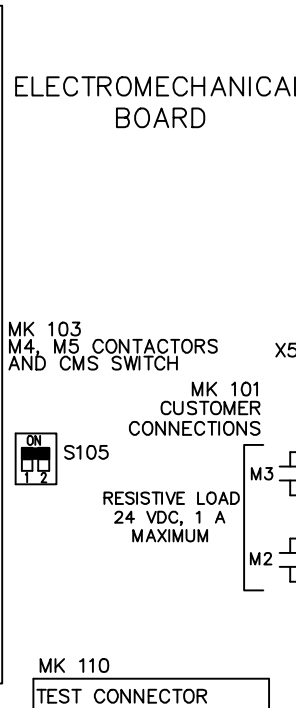 ELECTROMECHANICAL
BOARD
MK 103
M4, M5 CONTACTORS
AND CMS SWITCH
X5
MK 101
CUSTOMER
CONNECTIONS
ON
1 2
S105
M3
RESISTIVE LOAD
24 VDC, 1 A
MAXIMUM
M2
MK 110
TEST CONNECTOR